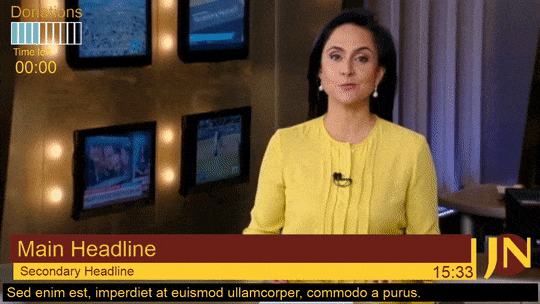 Donations
Time left
00:00
Main Headline
Secondary Headline
15:33
IJN
Sed enim est, imperdiet at euismod ullamcorper, commodo a purus.